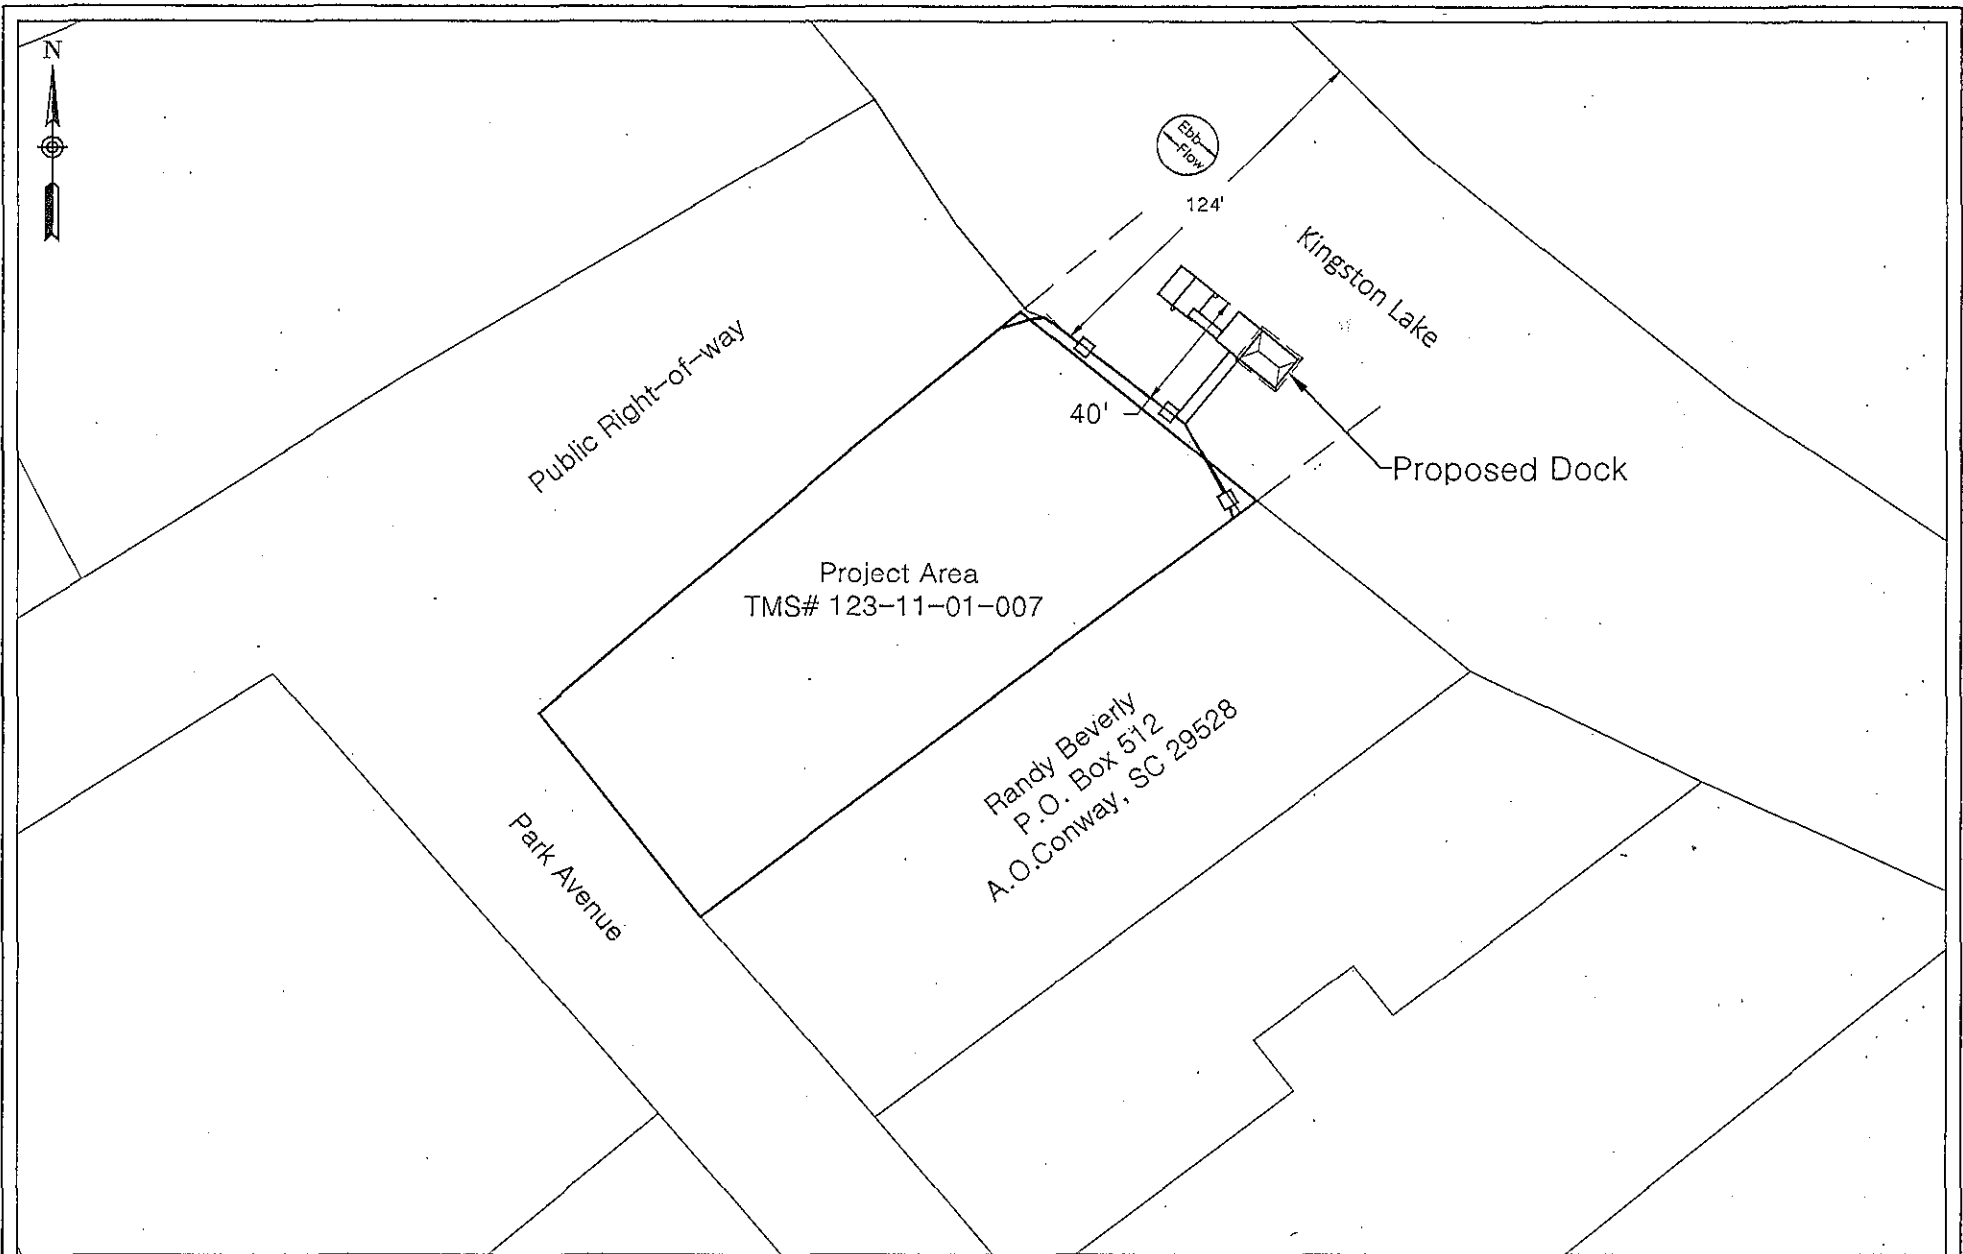 N
Ebb
Flow
124'
Kingston Lake
Public Right-of-way
40'
Proposed Dock
Project Area
TMS# 123-11-01-007
Randy Beverly
P.O. Box 512
A.O.Conway, SC 29528
Park Avenue